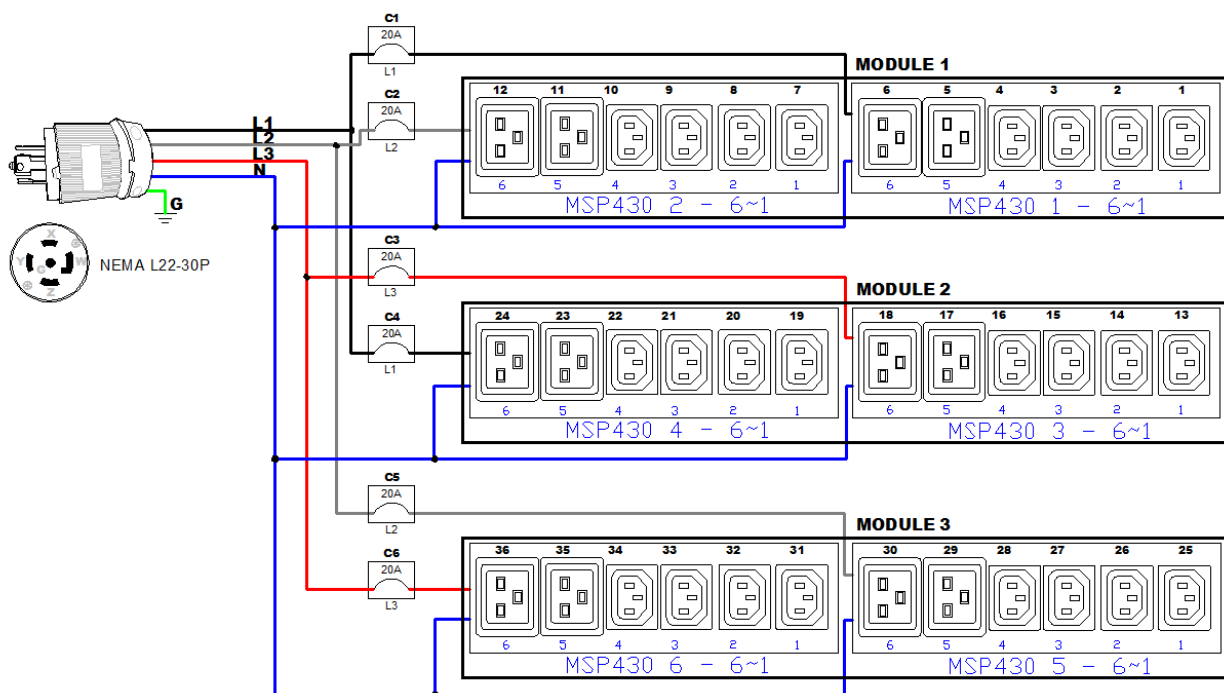 C1
20A
L1
MODULE 1
C2
20A
L2
12 11 10 9 8 7 6 5 4 3 2 1
6 5 4 3 2 1 6 5 4 3 2 1
MSP430 2 - 6~1 MSP430 1 - 6~1
L1
L2
L3
N
G
X
Y
G
W
Z
NEMA L22-30P
C3
20A
L3
MODULE 2
C4
20A
L1
24 23 22 21 20 19 18 17 16 15 14 13
6 5 4 3 2 1 6 5 4 3 2 1
MSP430 4 - 6~1 MSP430 3 - 6~1
C5
20A
L2
MODULE 3
C6
20A
L3
36 35 34 33 32 31 30 29 28 27 26 25
6 5 4 3 2 1 6 5 4 3 2 1
MSP430 6 - 6~1 MSP430 5 - 6~1